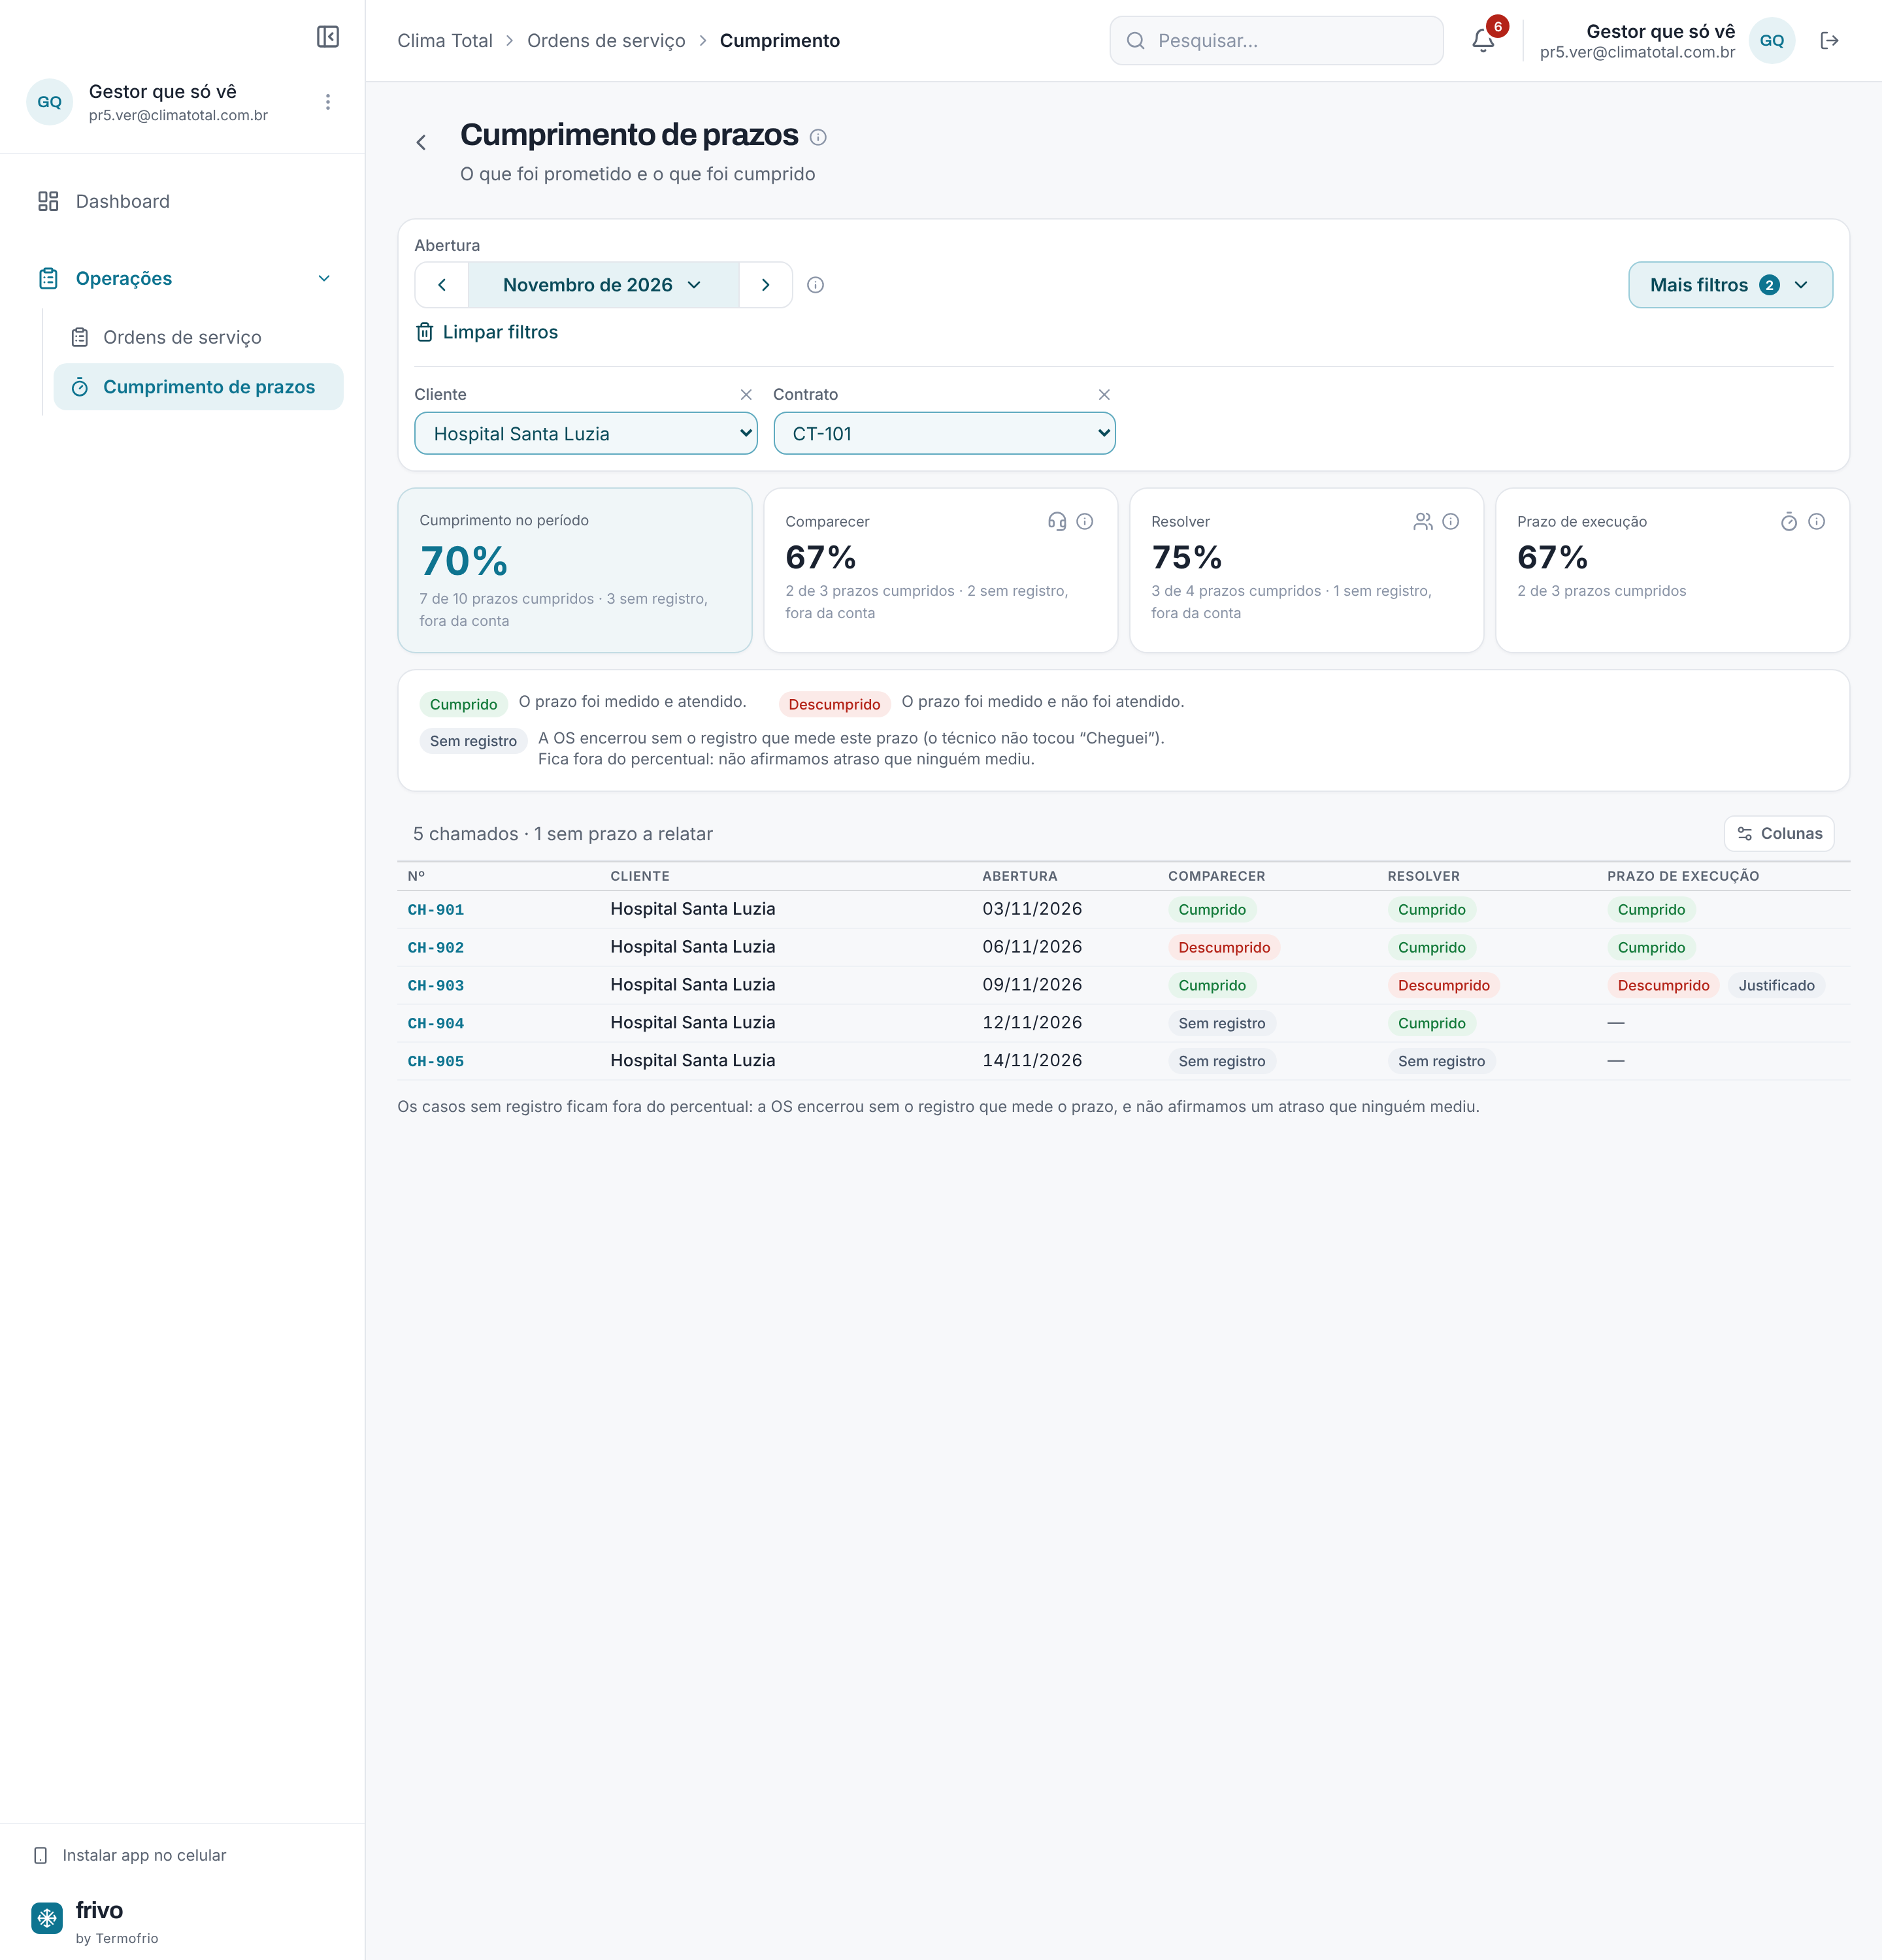 GQ
Gestor que só vê
pr5.ver@climatotal.com.br
Dashboard
Operações
Ordens de serviço
Cumprimento de prazos
Instalar app no celular
frivo
by Termofrio
Clima Total > Ordens de serviço > Cumprimento
Pesquisar...
6
Gestor que só vê
pr5.ver@climatotal.com.br
GQ
Cumprimento de prazos
O que foi prometido e o que foi cumprido
Abertura
Novembro de 2026
Mais filtros 2
Limpar filtros
Cliente
Hospital Santa Luzia
Contrato
CT-101
Cumprimento no período
70%
7 de 10 prazos cumpridos · 3 sem registro,
fora da conta
Comparecer
67%
2 de 3 prazos cumpridos · 2 sem registro,
fora da conta
Resolver
75%
3 de 4 prazos cumpridos · 1 sem registro,
fora da conta
Prazo de execução
67%
2 de 3 prazos cumpridos
Cumprido O prazo foi medido e atendido. Descumprido O prazo foi medido e não foi atendido.
Sem registro A OS encerrou sem o registro que mede este prazo (o técnico não tocou “Cheguei”).
Fica fora do percentual: não afirmamos atraso que ninguém mediu.
5 chamados · 1 sem prazo a relatar
Colunas
Nº CLIENTE ABERTURA COMPARECER RESOLVER PRAZO DE EXECUÇÃO
CH-901 Hospital Santa Luzia 03/11/2026 Cumprido Cumprido Cumprido
CH-902 Hospital Santa Luzia 06/11/2026 Descumprido Cumprido Cumprido
CH-903 Hospital Santa Luzia 09/11/2026 Cumprido Descumprido Descumprido Justificado
CH-904 Hospital Santa Luzia 12/11/2026 Sem registro Cumprido —
CH-905 Hospital Santa Luzia 14/11/2026 Sem registro Sem registro —
Os casos sem registro ficam fora do percentual: a OS encerrou sem o registro que mede o prazo, e não afirmamos um atraso que ninguém mediu.